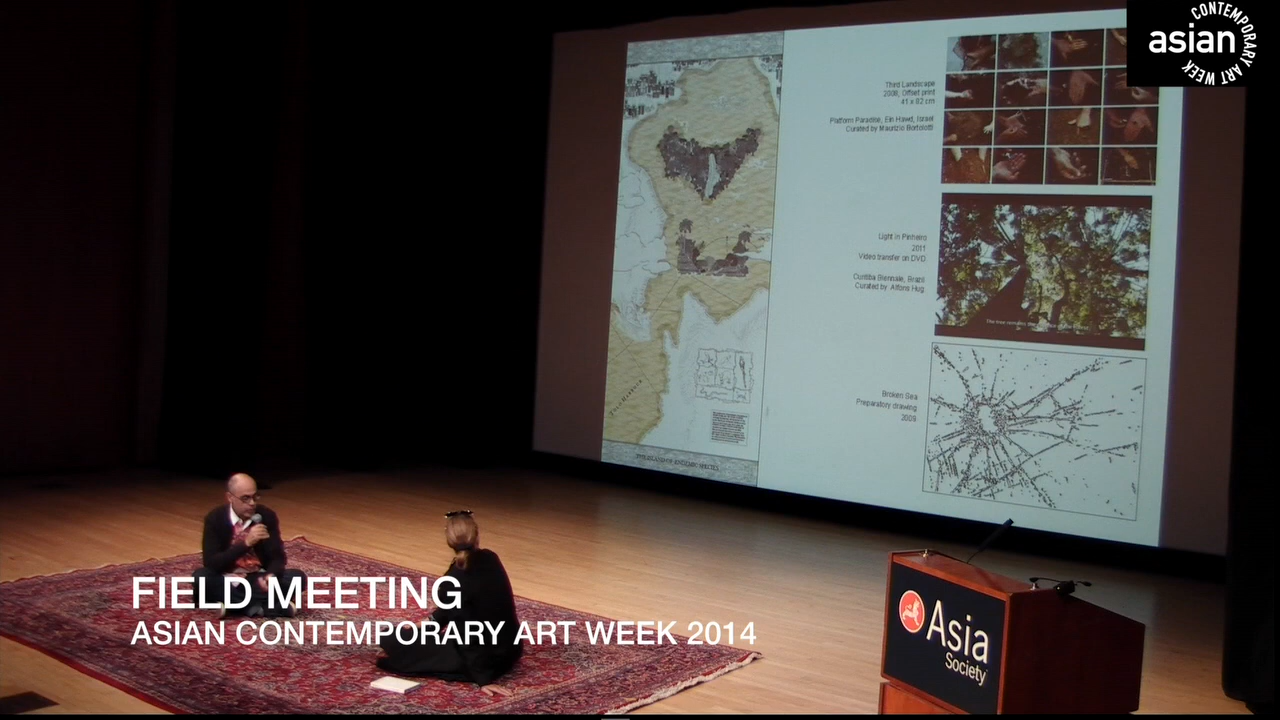 CONTEMPORARY ART WEEK
asian
Third Landscape
2008, Offset print
41 x 82 cm
Platform Paradise, Ein Hawd, Israel
Curated by Maurizio Bortolotti
Light in Pinheiro
2011
Video transfer on DVD
Curitiba Biennale, Brazil
Curated by Alfons Hug
Broken Sea
Preparatory drawing
2009
FIELD MEETING
ASIAN CONTEMPORARY ART WEEK 2014
Asia
Society